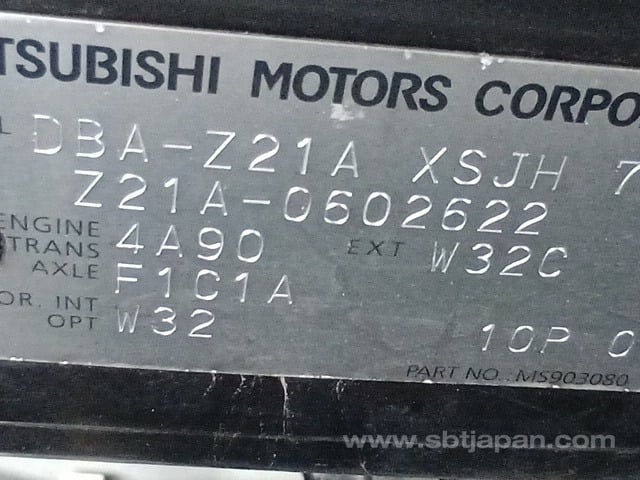 TSUBISHI MOTORS CORPO
L DBA-Z21A XSJH 7
Z21A-0602622
ENGINE 4A90 EXT W32C
TRANS
AXLE F1C1A
OR. INT W32
OPT 10P 0
PART NO.: MS903080
www.sbtjapan.com